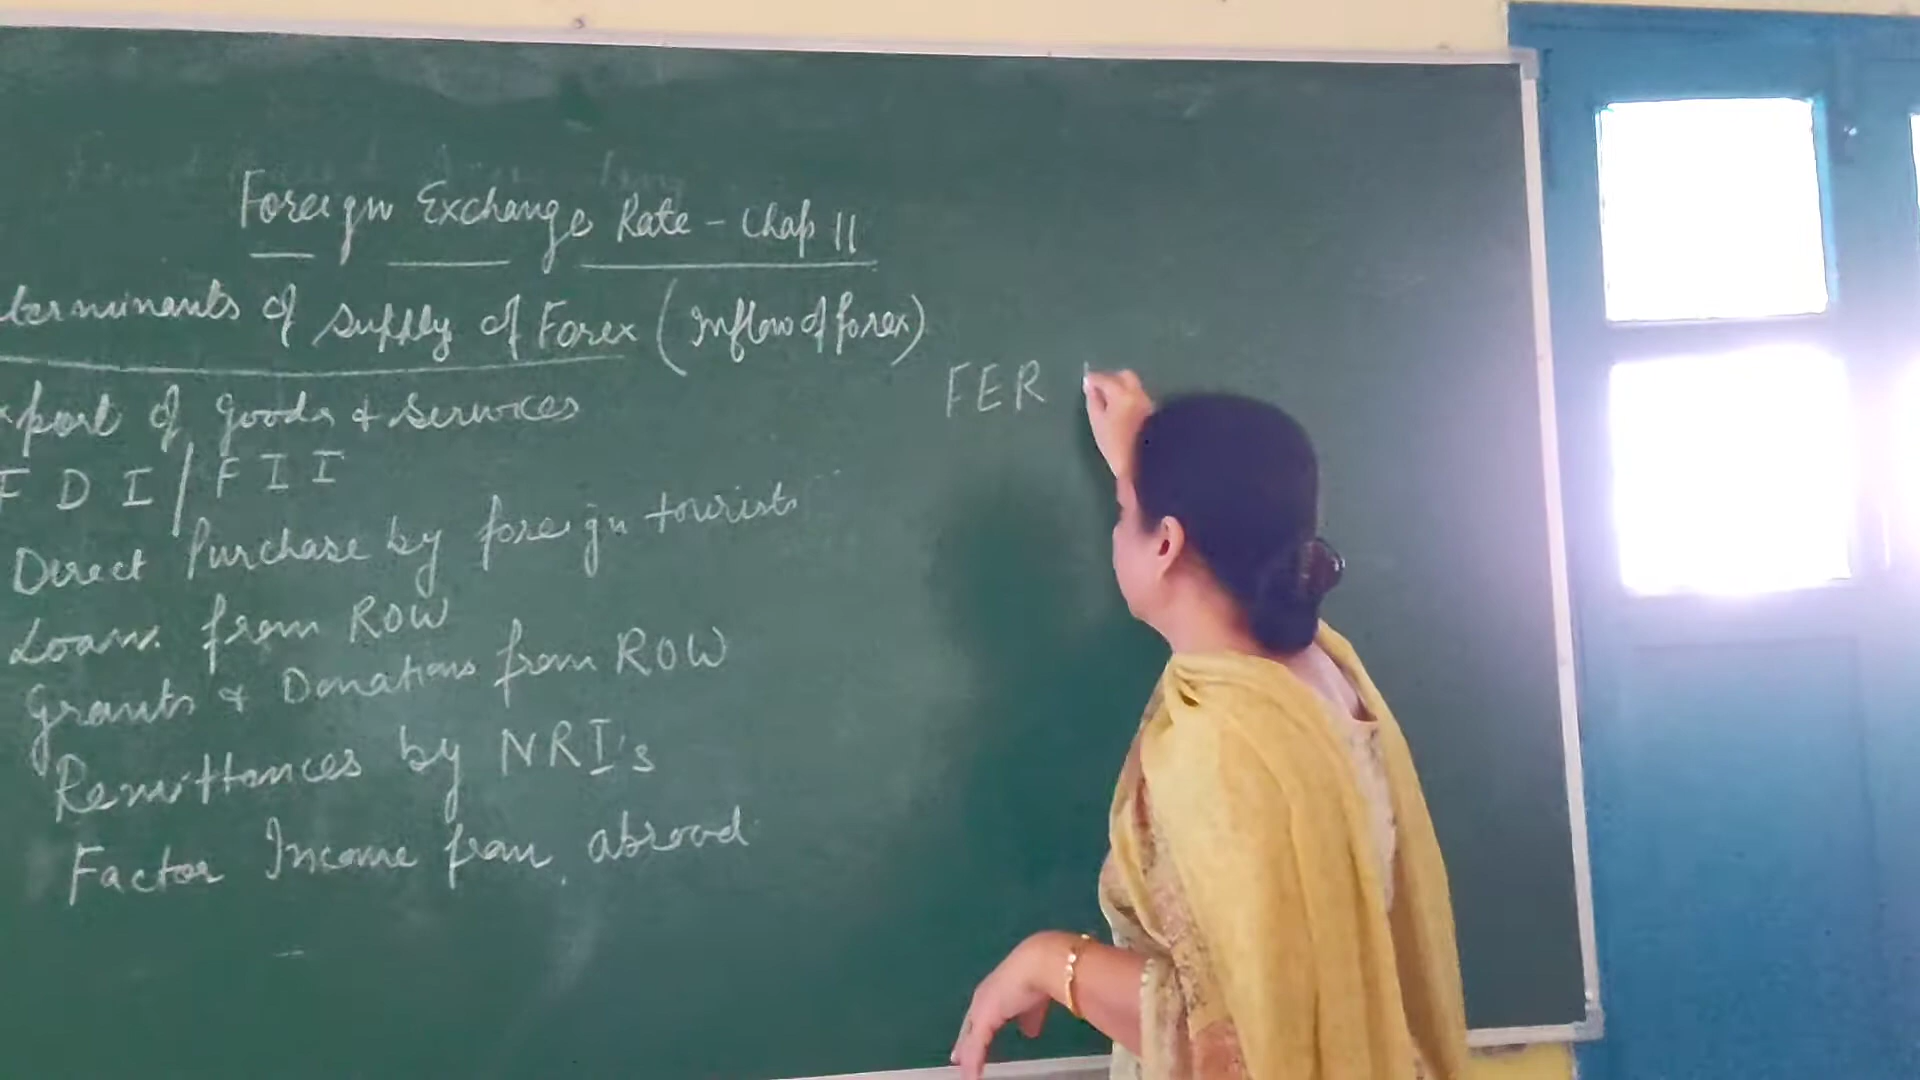 Foreign Exchange Rate - Chap 11
terminants of supply of Forex (Inflow of forex)
xport of goods & Services
F D I / F I I
Direct Purchase by foreign tourists
Loans from ROW
Grants & Donations from ROW
Remittances by NRI's
Factor Income from abroad
FER